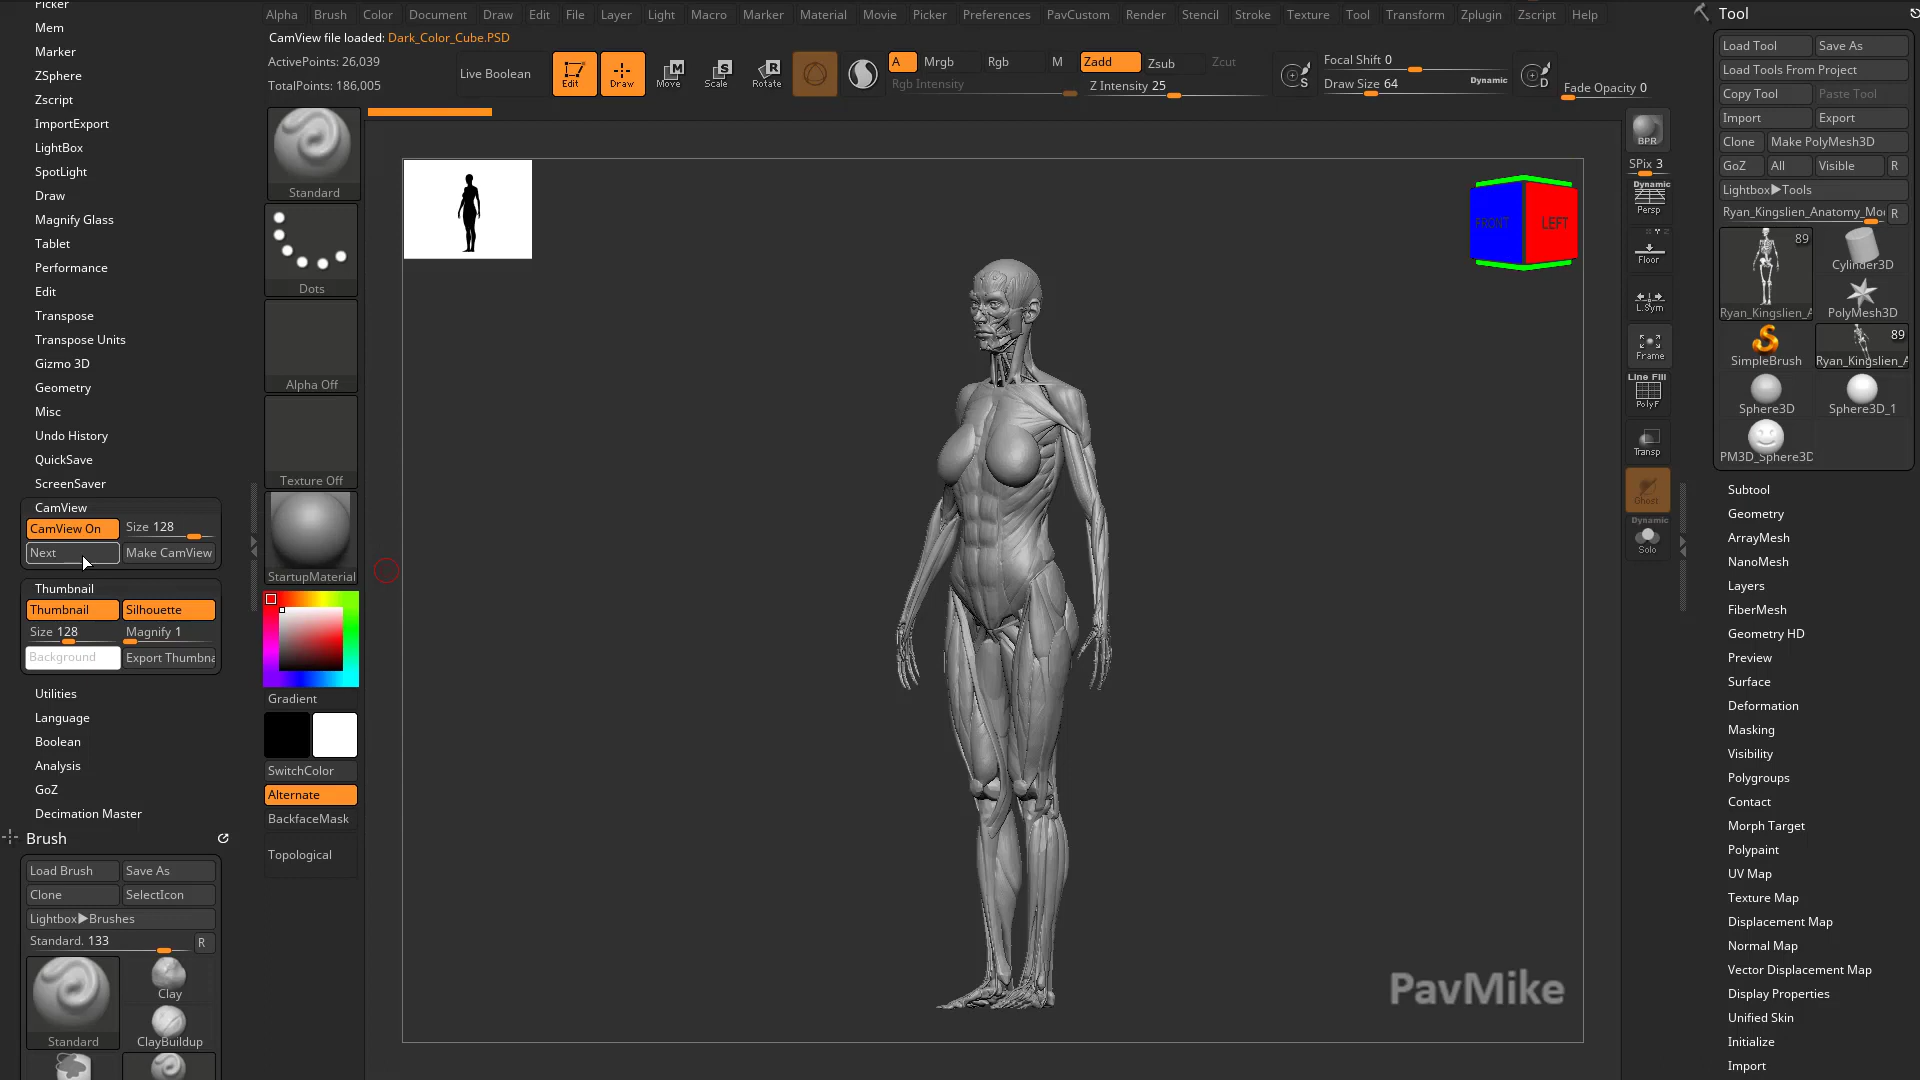 Picker
Mem
Marker
ZSphere
Zscript
ImportExport
LightBox
SpotLight
Draw
Magnify Glass
Tablet
Performance
Edit
Transpose
Transpose Units
Gizmo 3D
Geometry
Misc
Undo History
QuickSave
ScreenSaver
CamView
CamView On
Size 128
Next
Make CamView
Thumbnail
Thumbnail
Silhouette
Size 128
Magnify 1
Background
Export Thumbna
Utilities
Language
Boolean
Analysis
GoZ
Decimation Master
Brush
Load Brush
Save As
Clone
SelectIcon
Lightbox▶Brushes
Standard. 133
R
Clay
Standard
ClayBuildup
Alpha Brush Color Document Draw Edit File Layer Light Macro Marker Material Movie Picker Preferences PavCustom Render Stencil Stroke Texture Tool Transform Zplugin Zscript Help
CamView file loaded: Dark_Color_Cube.PSD
ActivePoints: 26,039
TotalPoints: 186,005
Live Boolean
Edit
Draw
M
Move
S
Scale
R
Rotate
A
Mrgb
Rgb
M
Rgb Intensity
Zadd
Zsub
Zcut
Z Intensity 25
S
Focal Shift 0
Draw Size 64
Dynamic
D
Fade Opacity 0
Standard
Dots
Alpha Off
Texture Off
StartupMaterial
Gradient
SwitchColor
Alternate
BackfaceMask
Topological
FRONT
LEFT
PavMike
BPR
SPix 3
Dynamic
Persp
Floor
L.Sym
Frame
Line Fill
PolyF
Transp
Ghost
Dynamic
Solo
Tool
Load Tool
Save As
Load Tools From Project
Copy Tool
Paste Tool
Import
Export
Clone
Make PolyMesh3D
GoZ
All
Visible
R
Lightbox▶Tools
Ryan_Kingslien_Anatomy_Mo
R
89
Cylinder3D
Ryan_Kingslien_A
PolyMesh3D
SimpleBrush
89
Ryan_Kingslien_A
Sphere3D
Sphere3D_1
PM3D_Sphere3D
Subtool
Geometry
ArrayMesh
NanoMesh
Layers
FiberMesh
Geometry HD
Preview
Surface
Deformation
Masking
Visibility
Polygroups
Contact
Morph Target
Polypaint
UV Map
Texture Map
Displacement Map
Normal Map
Vector Displacement Map
Display Properties
Unified Skin
Initialize
Import